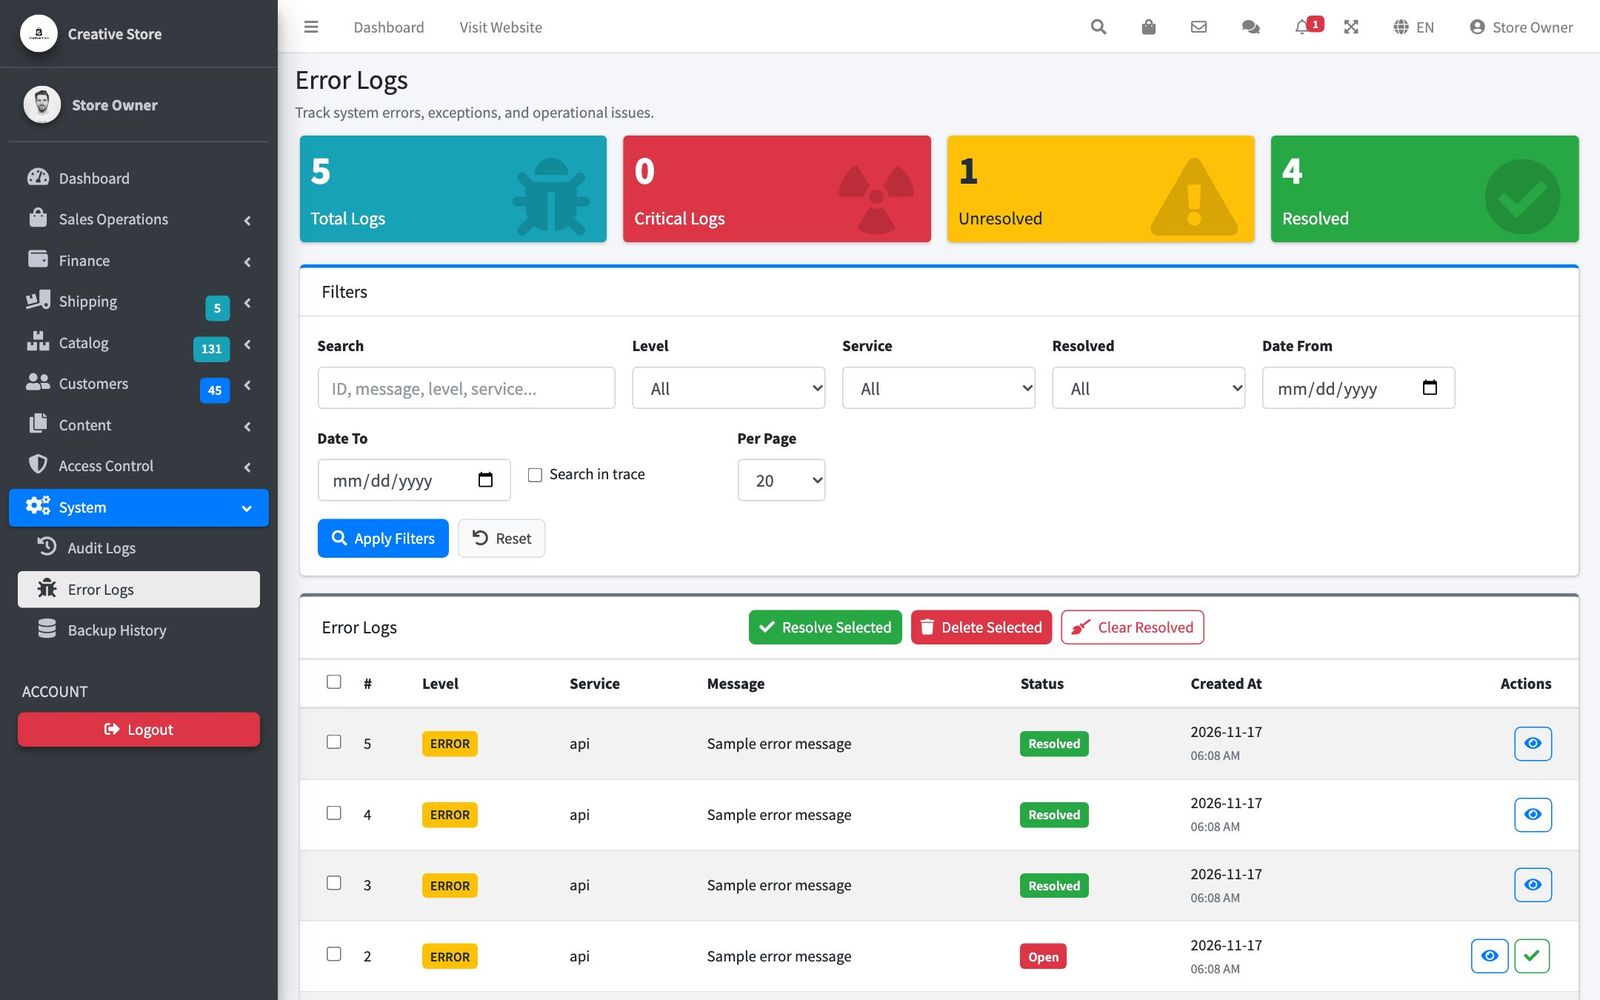 Creative Store
Store Owner
Dashboard
Sales Operations
Finance
Shipping
5
Catalog
131
Customers
45
Content
Access Control
System
Audit Logs
Error Logs
Backup History
ACCOUNT
Logout
Dashboard
Visit Website
1
EN
Store Owner
Error Logs
Track system errors, exceptions, and operational issues.
5
Total Logs
0
Critical Logs
1
Unresolved
4
Resolved
Filters
Search
Level
Service
Resolved
Date From
ID, message, level, service...
All
All
All
mm/dd/yyyy
Date To
Per Page
mm/dd/yyyy
Search in trace
20
Apply Filters
Reset
Error Logs
Resolve Selected
Delete Selected
Clear Resolved
# Level Service Message Status Created At Actions
5 ERROR api Sample error message Resolved 2026-11-17
06:08 AM
4 ERROR api Sample error message Resolved 2026-11-17
06:08 AM
3 ERROR api Sample error message Resolved 2026-11-17
06:08 AM
2 ERROR api Sample error message Open 2026-11-17
06:08 AM